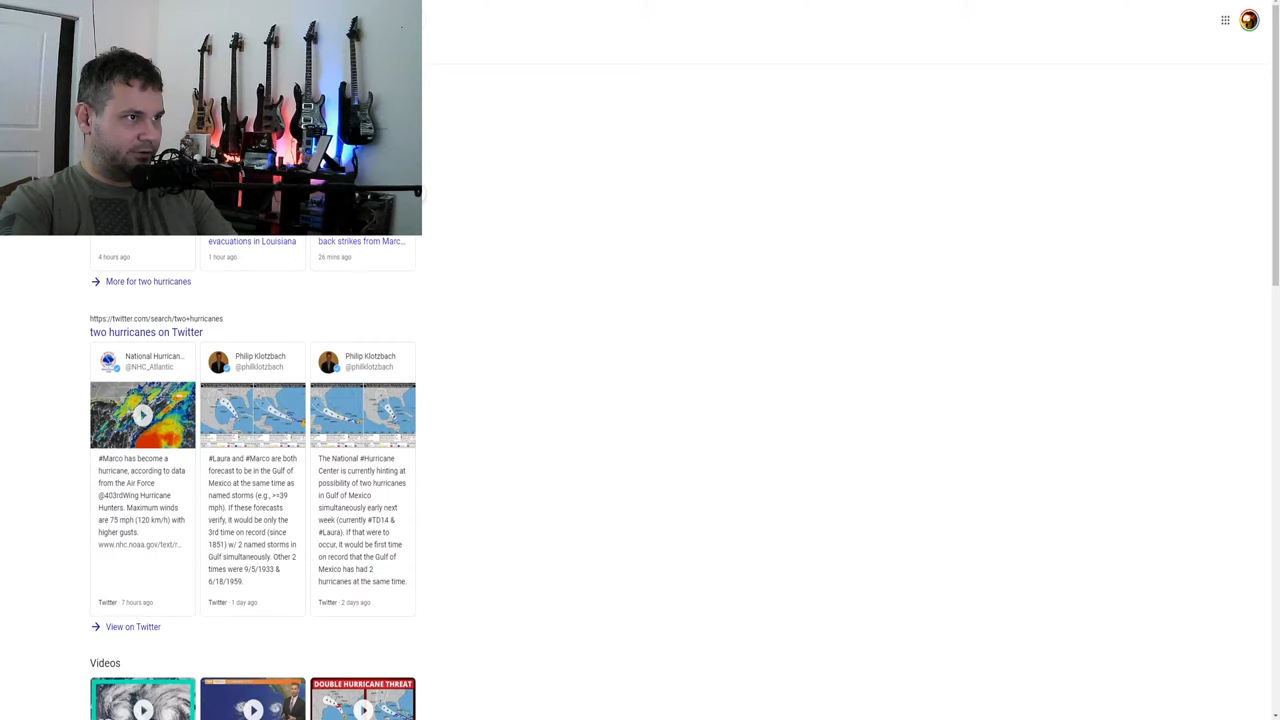 evacuations in Louisiana
back strikes from Marc...
4 hours ago
1 hour ago
26 mins ago
More for two hurricanes
https://twitter.com/search/two+hurricanes
two hurricanes on Twitter
National Hurrican...
@NHC_Atlantic
#Marco has become a
hurricane, according to data
from the Air Force
@403rdWing Hurricane
Hunters. Maximum winds
are 75 mph (120 km/h) with
higher gusts.
www.nhc.noaa.gov/text/r...
Twitter · 7 hours ago
Philip Klotzbach
@philklotzbach
#Laura and #Marco are both
forecast to be in the Gulf of
Mexico at the same time as
named storms (e.g., >=39
mph). If these forecasts
verify, it would be only the
3rd time on record (since
1851) w/ 2 named storms in
Gulf simultaneously. Other 2
times were 9/5/1933 &
6/18/1959.
Twitter · 1 day ago
Philip Klotzbach
@philklotzbach
The National #Hurricane
Center is currently hinting at
possibility of two hurricanes
in Gulf of Mexico
simultaneously early next
week (currently #TD14 &
#Laura). If that were to
occur, it would be first time
on record that the Gulf of
Mexico has had 2
hurricanes at the same time.
Twitter · 2 days ago
View on Twitter
Videos
DOUBLE HURRICANE THREAT